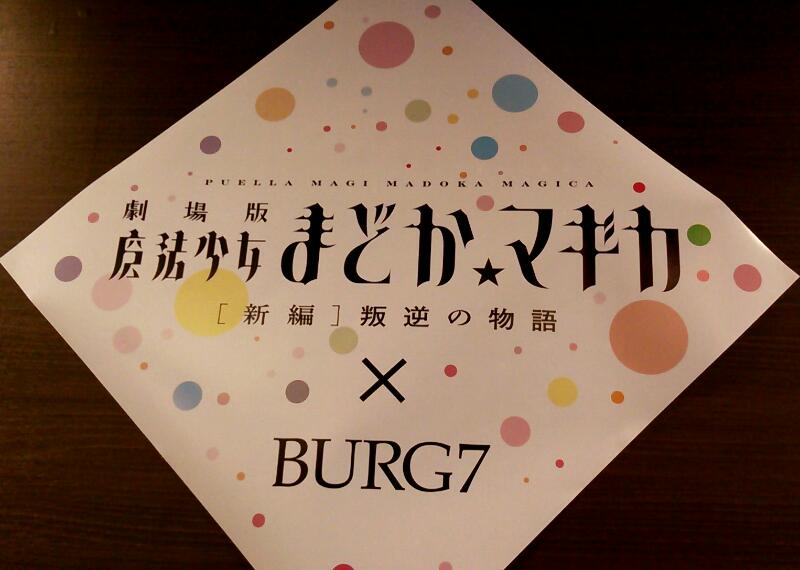 PUELLA MAGI MADOKA MAGICA
劇場版
魔法少女まどか★マギカ
[新編]叛逆の物語
×
BURG7